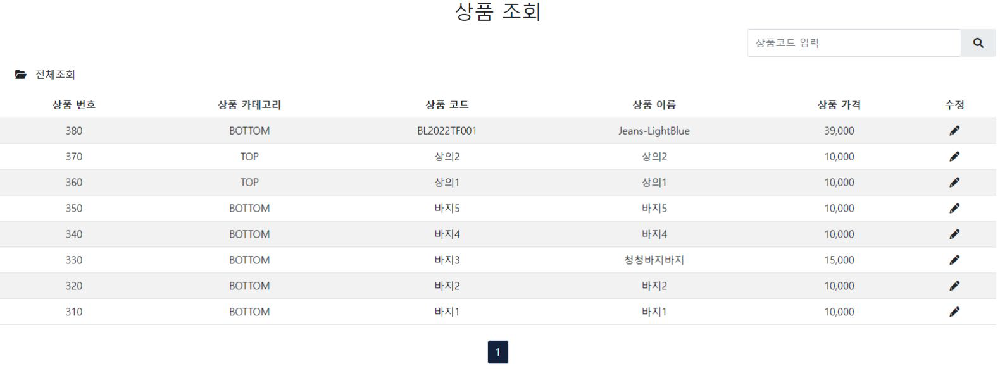 상품 조회
상품코드 입력
전체조회
상품 번호 상품 카테고리 상품 코드 상품 이름 상품 가격 수정
380 BOTTOM BL2022TF001 Jeans-LightBlue 39,000
370 TOP 상의2 상의2 10,000
360 TOP 상의1 상의1 10,000
350 BOTTOM 바지5 바지5 10,000
340 BOTTOM 바지4 바지4 10,000
330 BOTTOM 바지3 청청바지바지 15,000
320 BOTTOM 바지2 바지2 10,000
310 BOTTOM 바지1 바지1 10,000
1